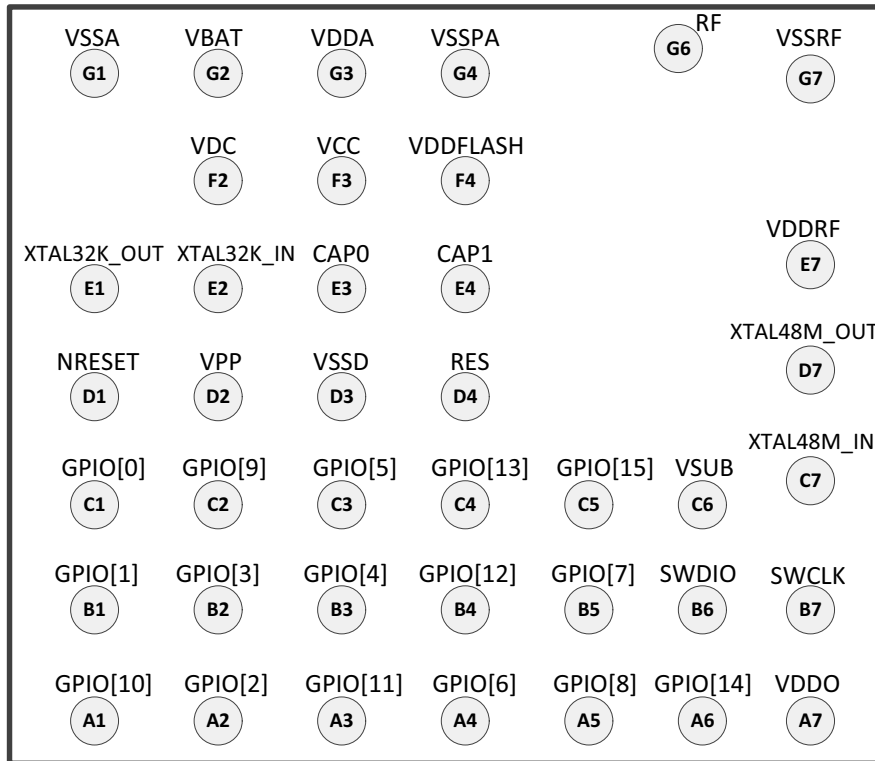 VSSA VBAT VDDA VSSPA RF VSSRF
G1 G2 G3 G4 G6 G7
VDC VCC VDDFLASH
F2 F3 F4
VDDRF
E7
XTAL32K_OUT XTAL32K_IN CAP0 CAP1
E1 E2 E3 E4
XTAL48M_OUT
D7
NRESET VPP VSSD RES
D1 D2 D3 D4
XTAL48M_IN
C7
GPIO[0] GPIO[9] GPIO[5] GPIO[13] GPIO[15] VSUB
C1 C2 C3 C4 C5 C6
GPIO[1] GPIO[3] GPIO[4] GPIO[12] GPIO[7] SWDIO SWCLK
B1 B2 B3 B4 B5 B6 B7
GPIO[10] GPIO[2] GPIO[11] GPIO[6] GPIO[8] GPIO[14] VDDO
A1 A2 A3 A4 A5 A6 A7